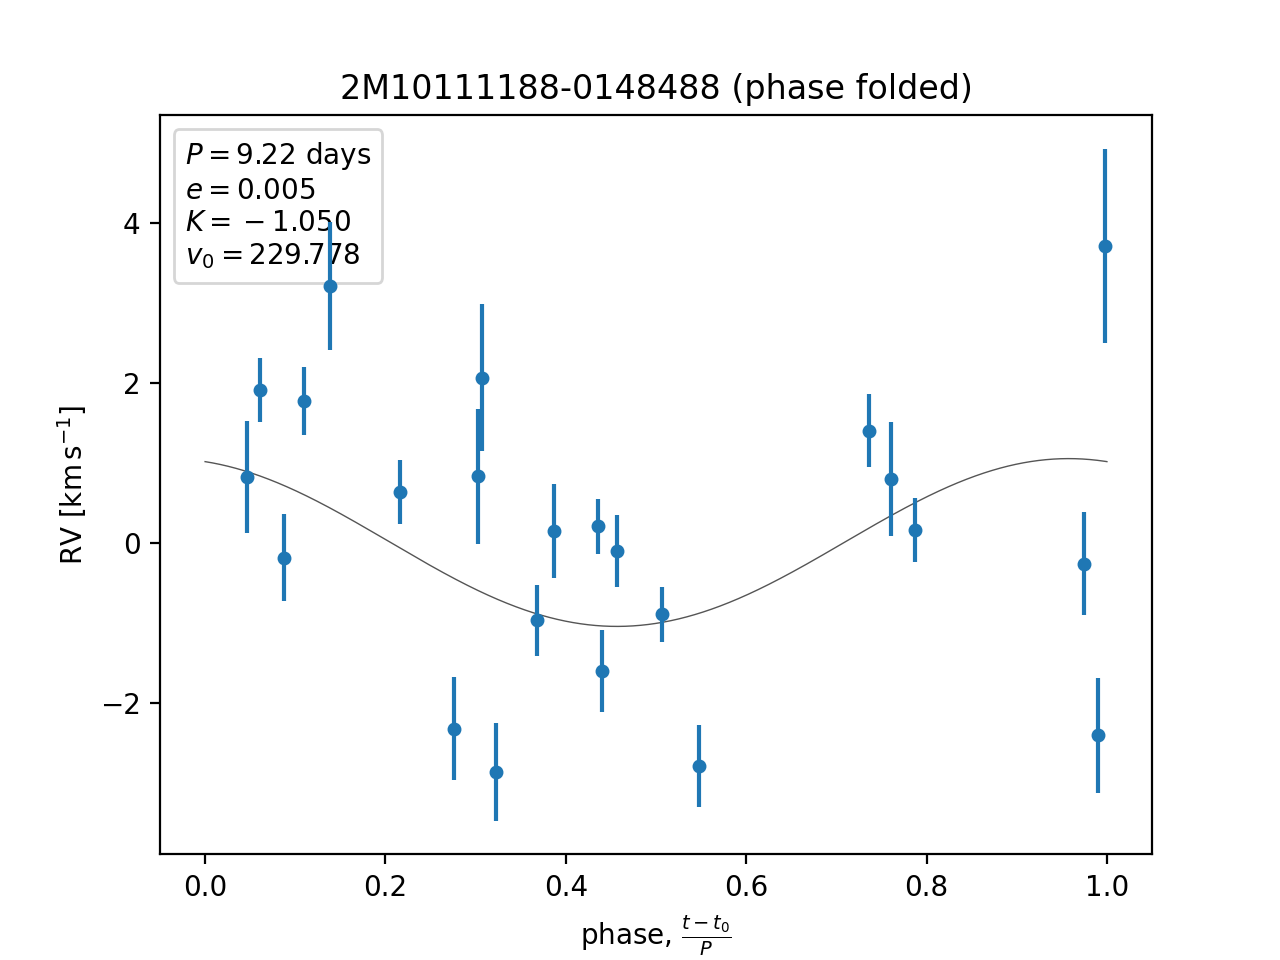 2M10111188-0148488 (phase folded)
P = 9.22 days
e = 0.005
K = −1.050
v₀ = 229.778
RV [km s⁻¹]
4
2
0
−2
0.0 0.2 0.4 0.6 0.8 1.0
phase, (t − t₀)/P